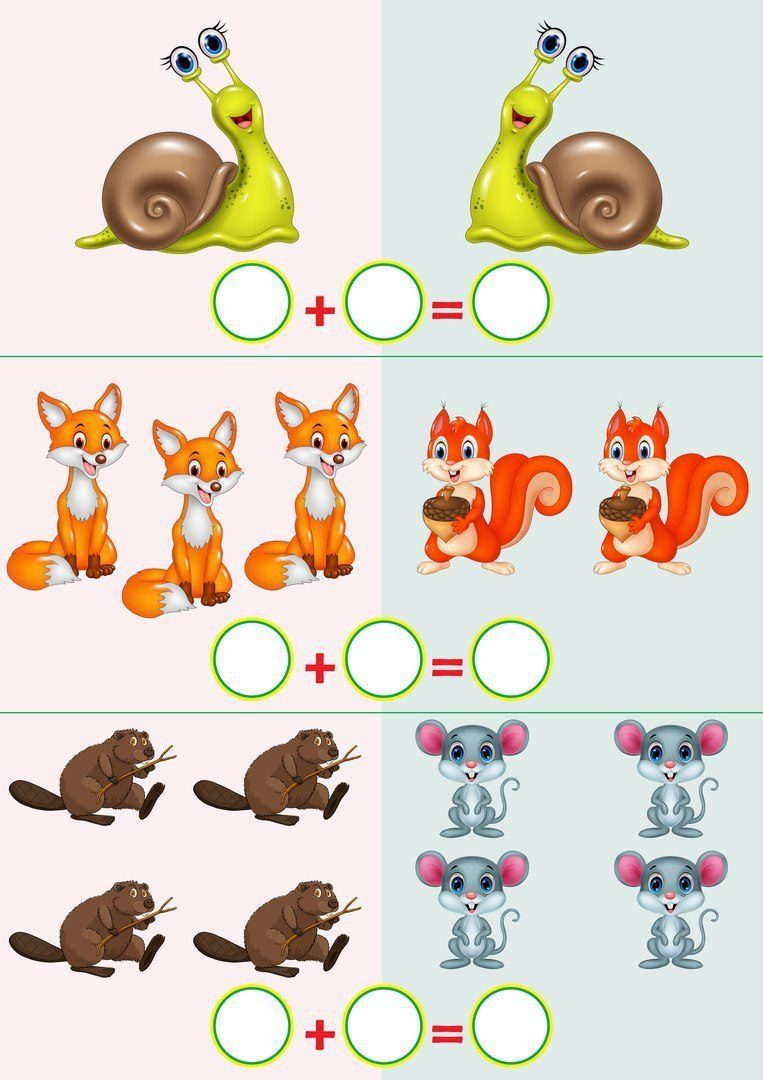 + =
+ =
+ =